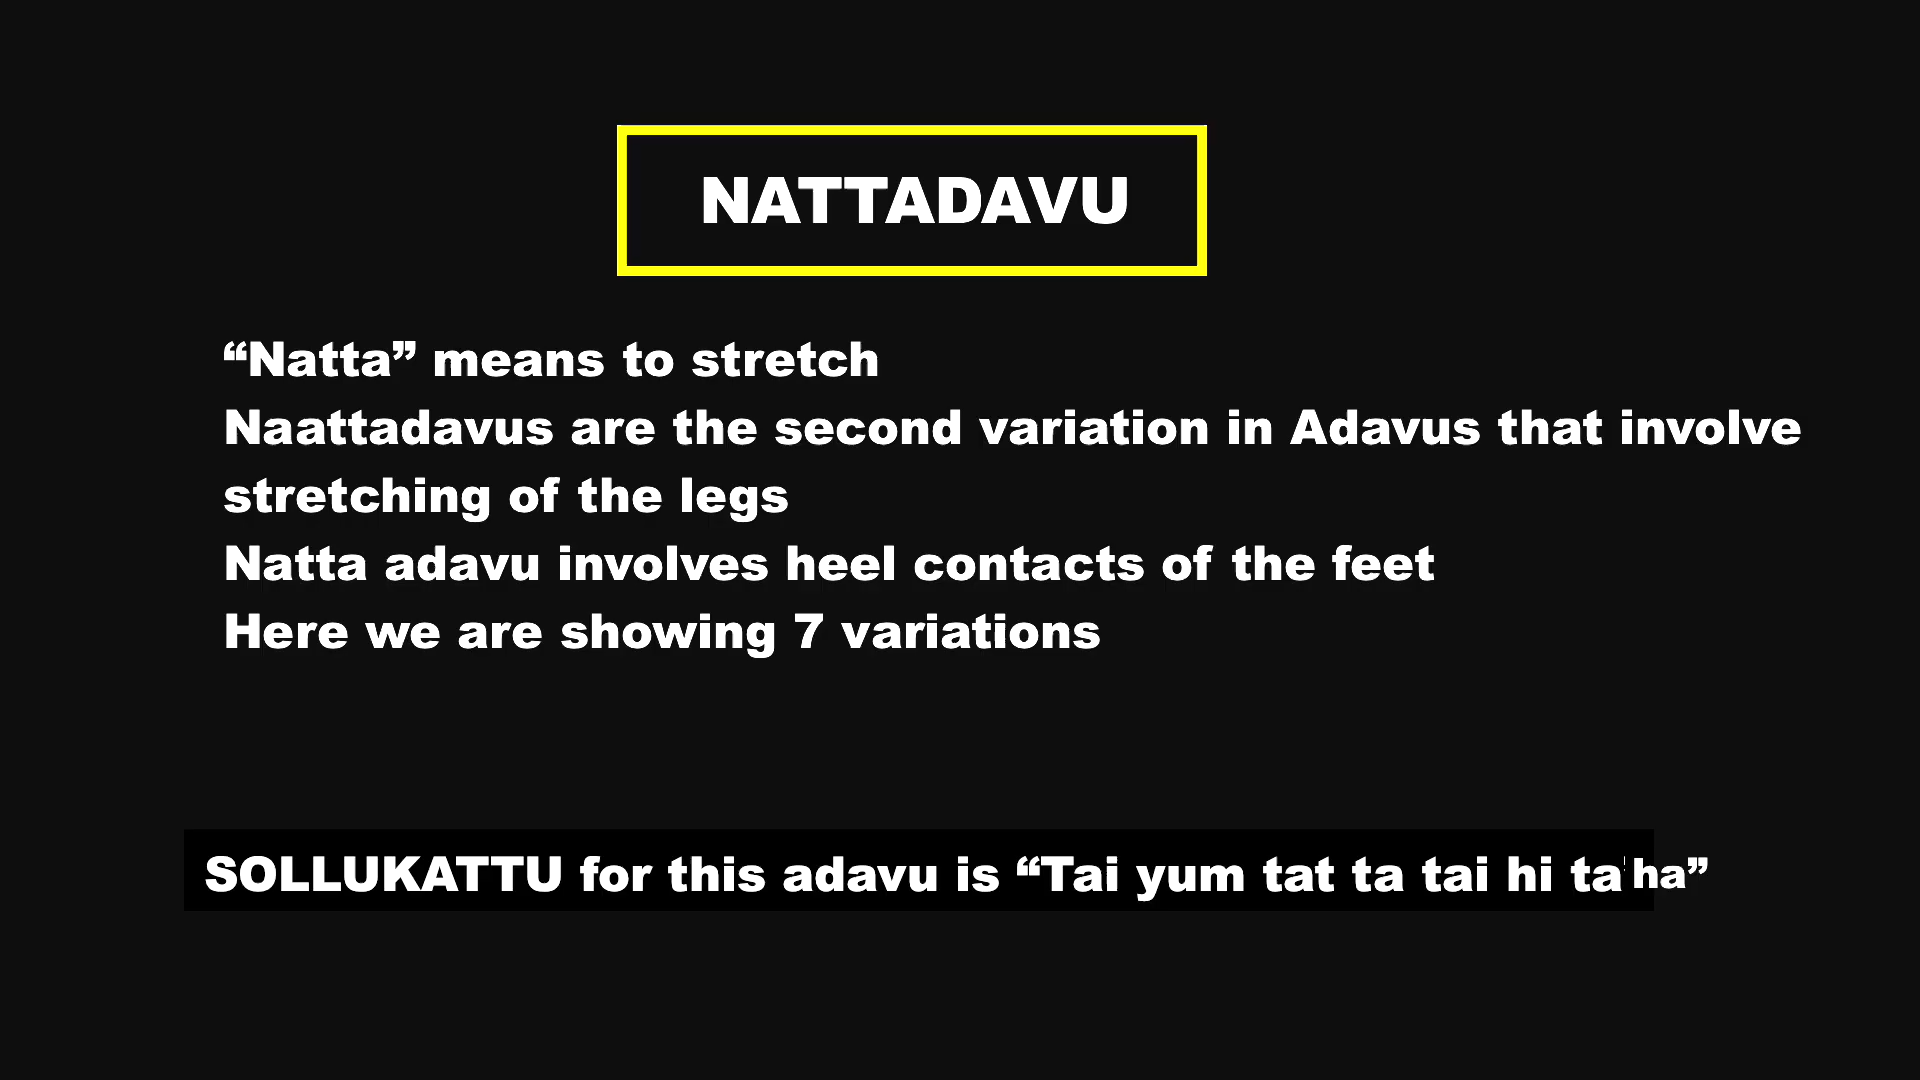 NATTADAVU
“Natta” means to stretch
Naattadavus are the second variation in Adavus that involve
stretching of the legs
Natta adavu involves heel contacts of the feet
Here we are showing 7 variations
SOLLUKATTU for this adavu is “Tai yum tat ta tai hi ta ha”